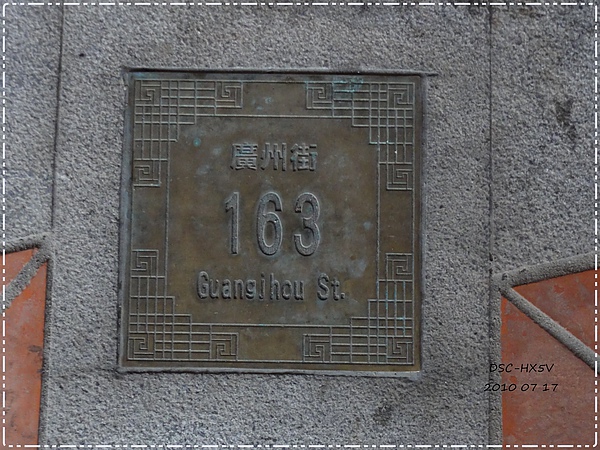 廣州街
163
Guangjhou St.
DSC-HX5V
2010 07 17